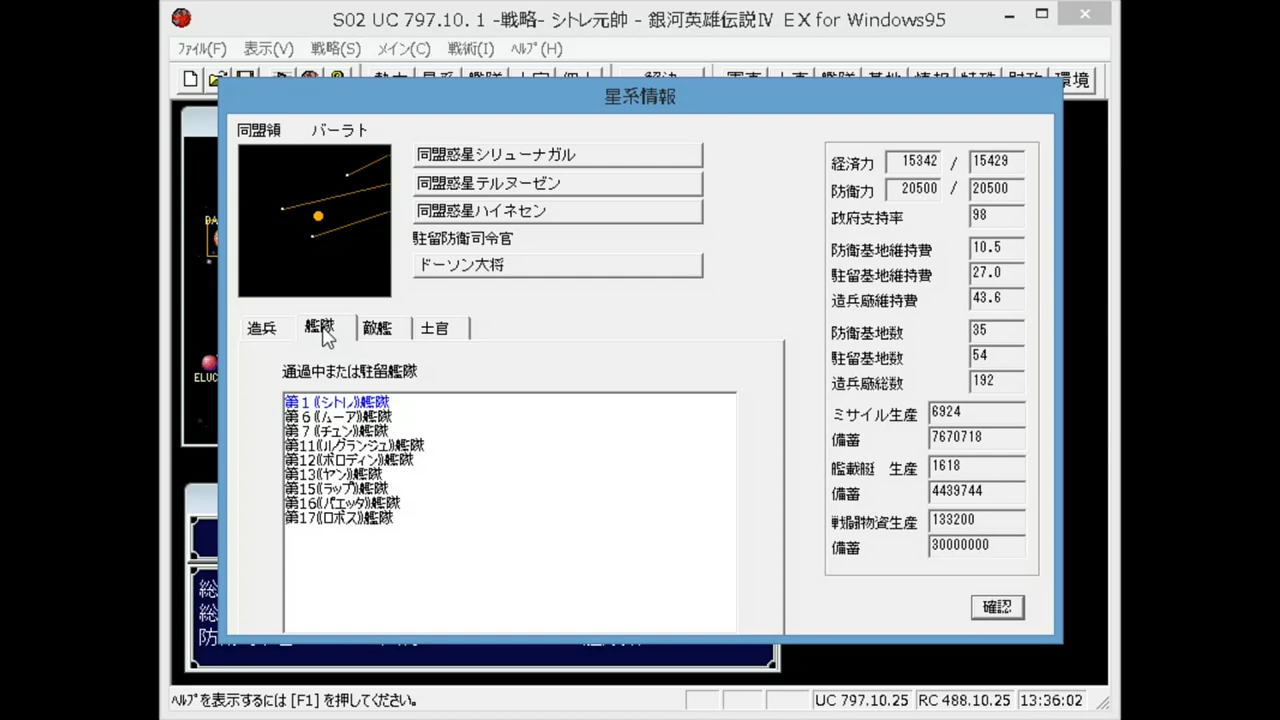 S02 UC 797.10. 1 -戦略- シトレ元帥 - 銀河英雄伝説Ⅳ EX for Windows95
ﾌｧｲﾙ(F) 表示(V) 戦略(S) メイン(C) 戦術(I) ﾍﾙﾌﾟ(H)
環境
星系情報
同盟領 バーラト
同盟惑星シリューナガル
同盟惑星テルヌーゼン
同盟惑星ハイネセン
駐留防衛司令官
ドーソン大将
経済力 15342 / 15429
防衛力 20500 / 20500
政府支持率 98
防衛基地維持費 10.5
駐留基地維持費 27.0
造兵廠維持費 43.6
防衛基地数 35
駐留基地数 54
造兵廠総数 192
ミサイル生産 6924
備蓄 7670718
艦載艇 生産 1618
備蓄 4439744
戦闘物資生産 133200
備蓄 30000000
造兵 艦隊 敵艦 士官
通過中または駐留艦隊
第１《シトレ》艦隊
第６《ムーア》艦隊
第７《チュン》艦隊
第11《ルグランジュ》艦隊
第12《ボロディン》艦隊
第13《ヤン》艦隊
第15《ラップ》艦隊
第16《パエッタ》艦隊
第17《ロボス》艦隊
確認
ELUC
総
総
防
ﾍﾙﾌﾟを表示するには [F1] を押してください。
UC 797.10.25 RC 488.10.25 13:36:02